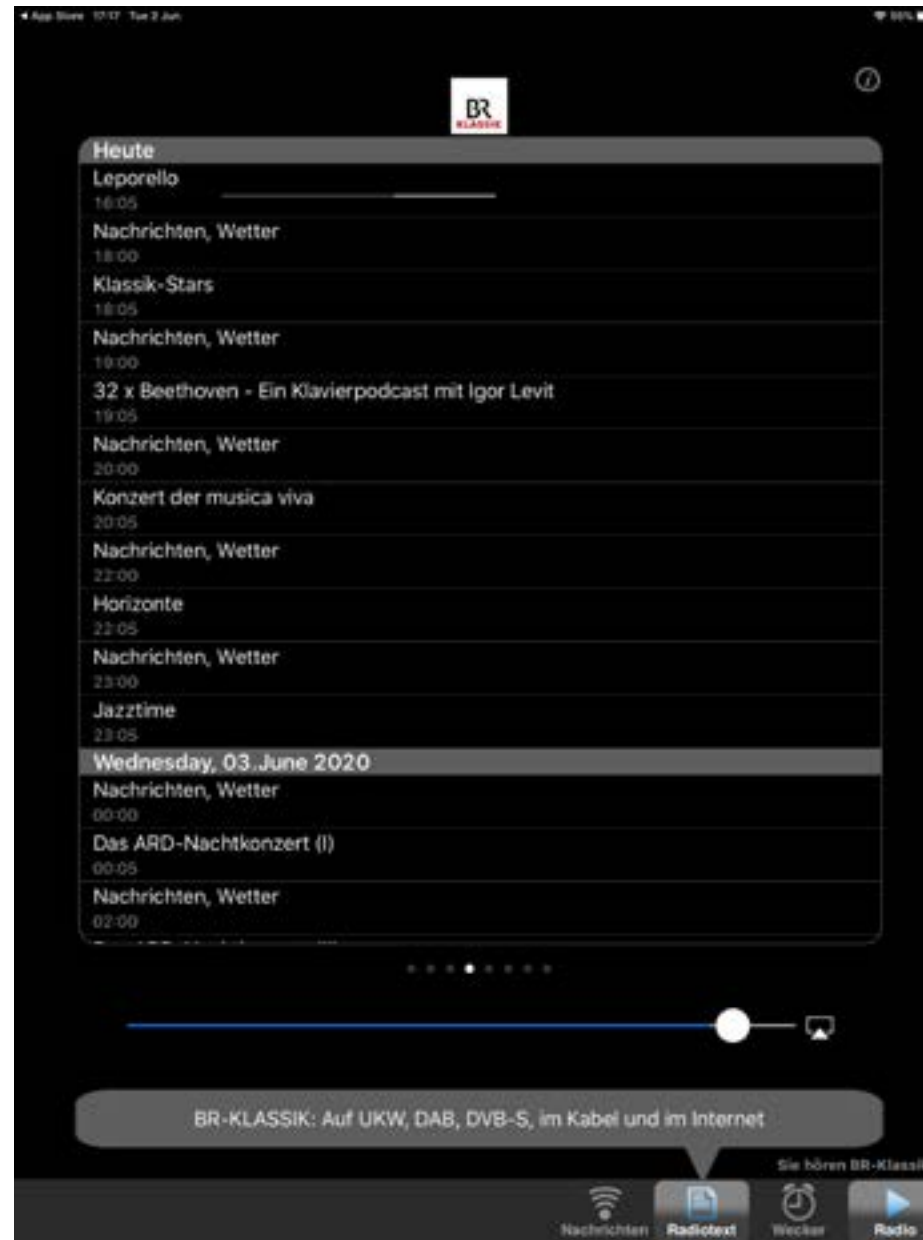 App Store 17:17 Tue 2 Jun
BR
KLASSIK
Heute
Leporello
16:05
Nachrichten, Wetter
18:00
Klassik-Stars
18:05
Nachrichten, Wetter
19:00
32 x Beethoven - Ein Klavierpodcast mit Igor Levit
19:05
Nachrichten, Wetter
20:00
Konzert der musica viva
20:05
Nachrichten, Wetter
22:00
Horizonte
22:05
Nachrichten, Wetter
23:00
Jazztime
23:05
Wednesday, 03.June 2020
Nachrichten, Wetter
00:00
Das ARD-Nachtkonzert (I)
00:05
Nachrichten, Wetter
02:00
BR-KLASSIK: Auf UKW, DAB, DVB-S, im Kabel und im Internet
Sie hören BR-Klassik
Nachrichten Radiotext Wecker Radio